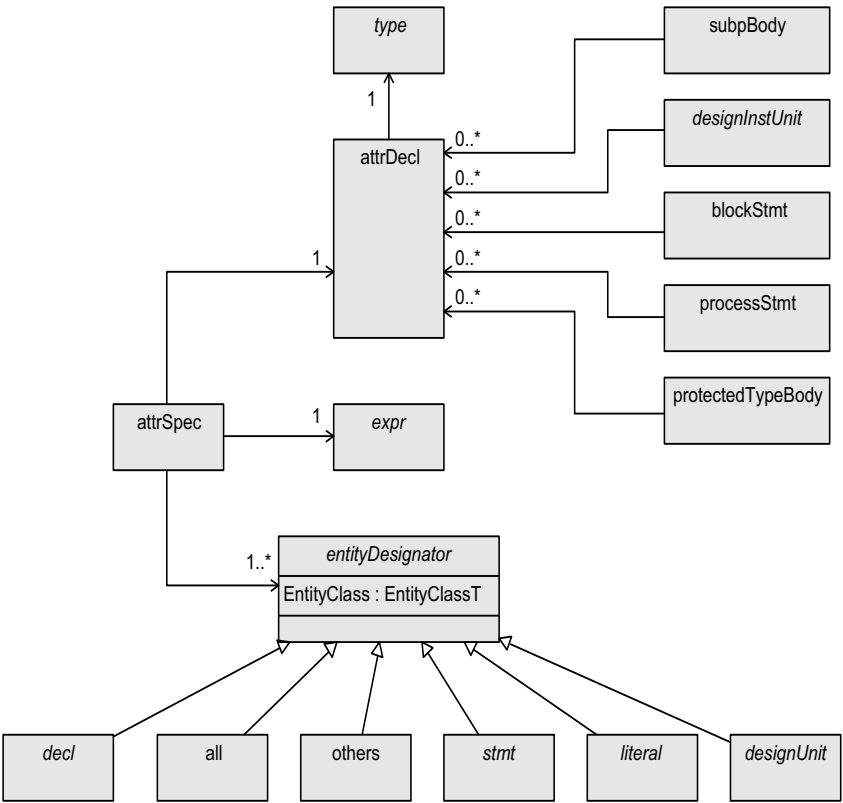 type
subpBody
1
designInstUnit
attrDecl
0..*
0..*
blockStmt
0..*
1
0..*
0..*
processStmt
protectedTypeBody
attrSpec
1
expr
1..*
entityDesignator
EntityClass : EntityClassT
decl
all
others
stmt
literal
designUnit